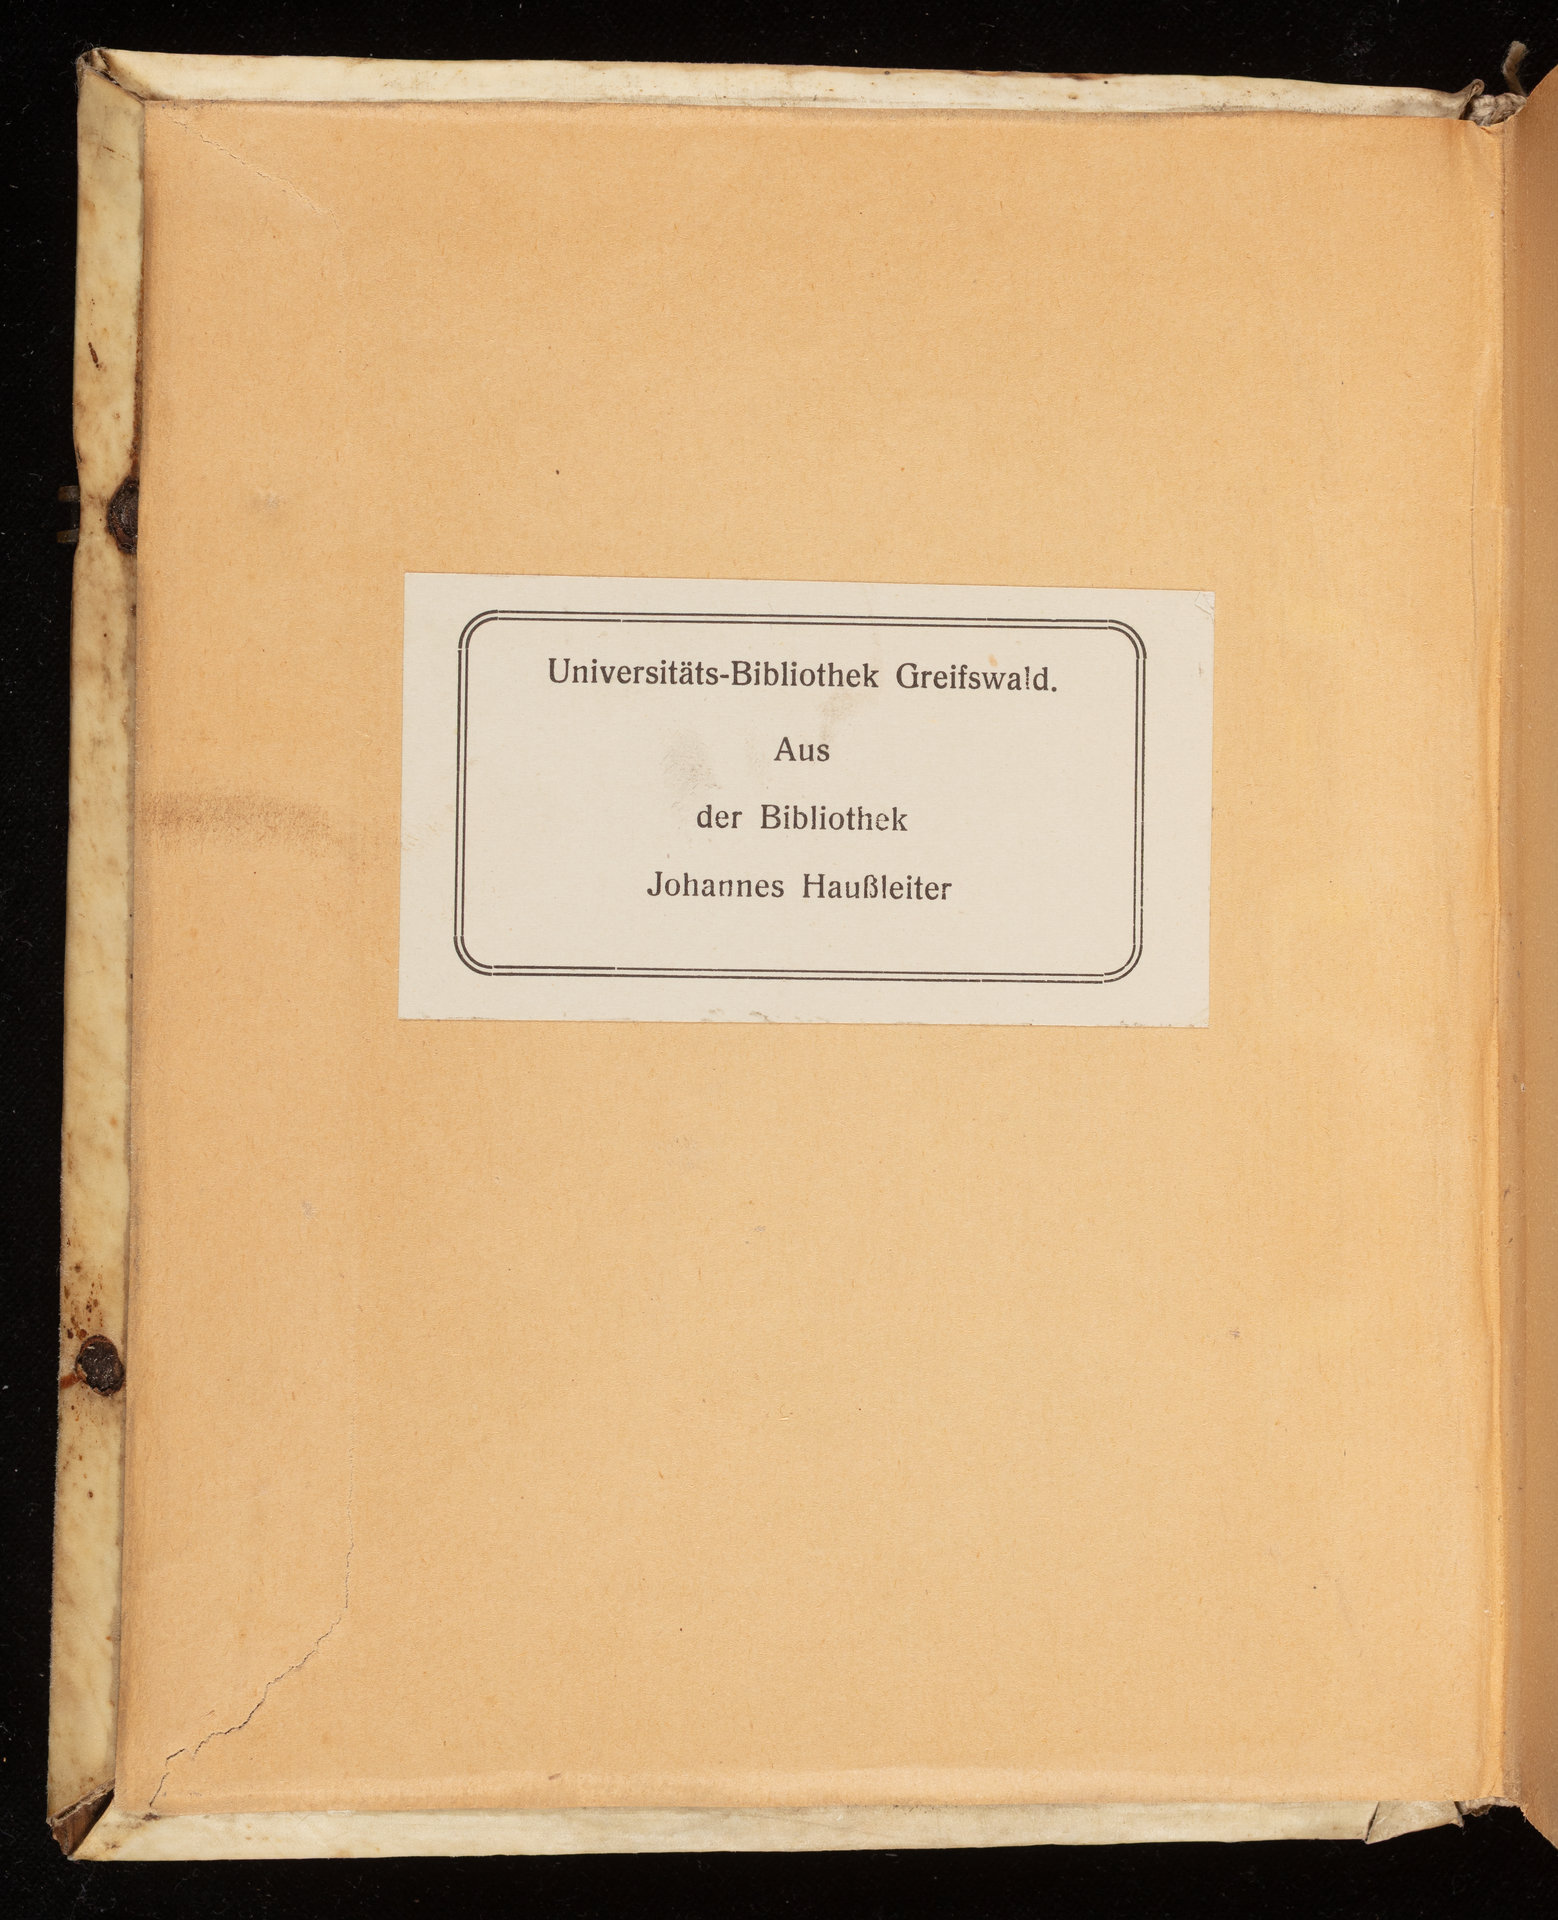 Universitäts-Bibliothek Greifswald.
Aus
der Bibliothek
Johannes Haußleiter